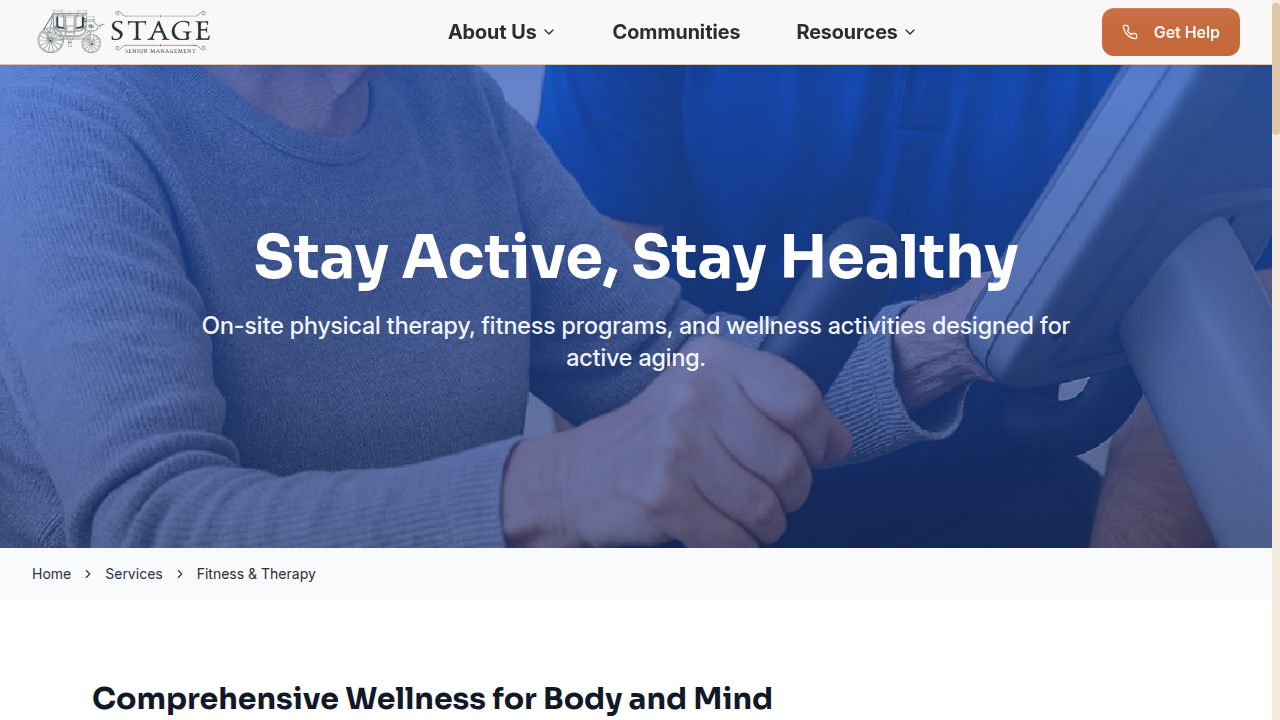 STAGE
SENIOR MANAGEMENT
About Us
Communities
Resources
Get Help
Stay Active, Stay Healthy
On-site physical therapy, fitness programs, and wellness activities designed for
active aging.
Home
Services
Fitness & Therapy
Comprehensive Wellness for Body and Mind